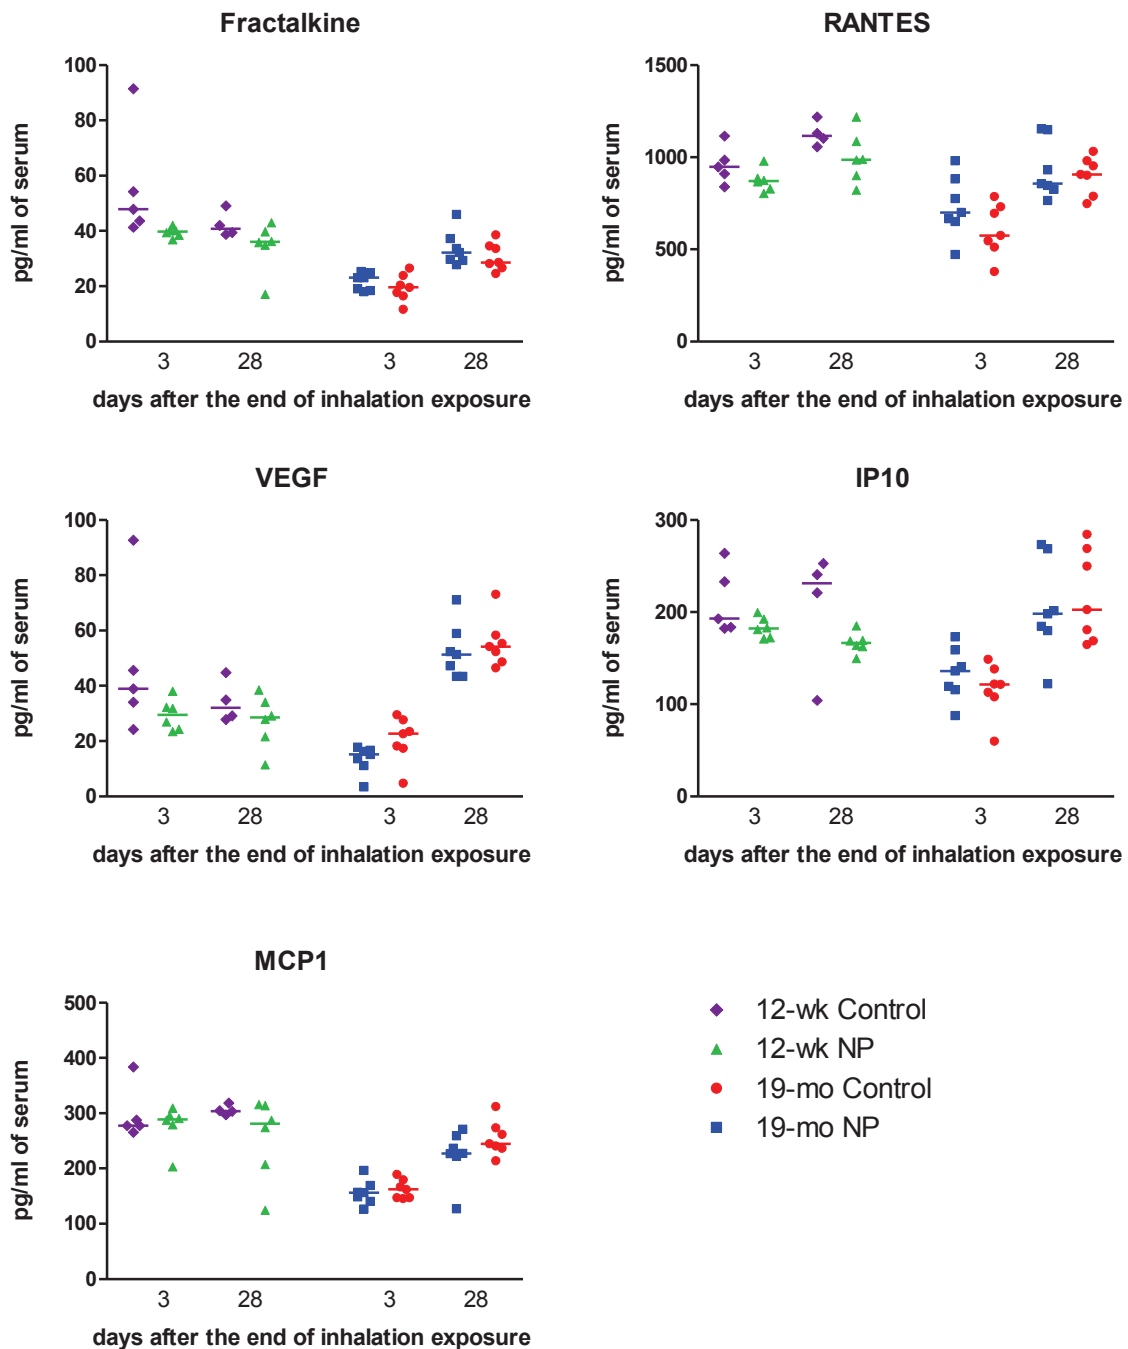 Fractalkine
100
80
60
40
20
0
pg/ml of serum
3 28 3 28
days after the end of inhalation exposure
RANTES
1500
1000
500
0
pg/ml of serum
3 28 3 28
days after the end of inhalation exposure
VEGF
100
80
60
40
20
0
pg/ml of serum
3 28 3 28
days after the end of inhalation exposure
IP10
300
200
100
0
pg/ml of serum
3 28 3 28
days after the end of inhalation exposure
MCP1
500
400
300
200
100
0
pg/ml of serum
3 28 3 28
days after the end of inhalation exposure
12-wk Control
12-wk NP
19-mo Control
19-mo NP